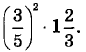 (3/5)² · 1 2/3.